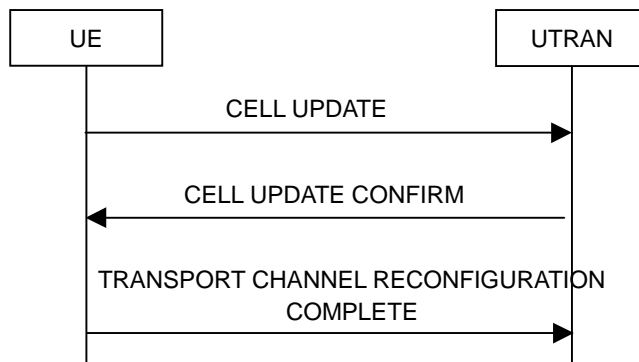 UE
UTRAN
CELL UPDATE
CELL UPDATE CONFIRM
TRANSPORT CHANNEL RECONFIGURATION
COMPLETE